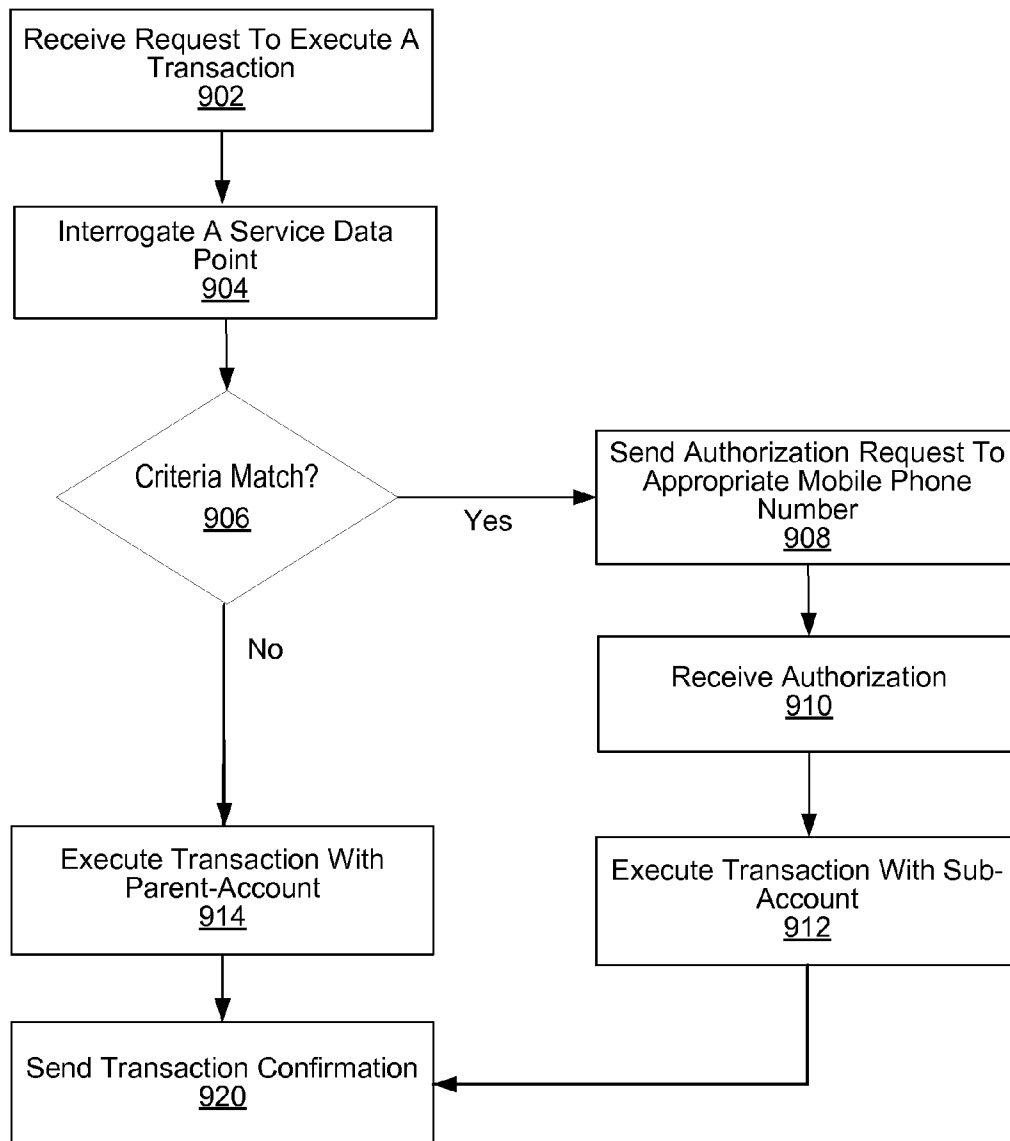 Receive Request To Execute A
Transaction
902
Interrogate A Service Data
Point
904
Criteria Match?
906
Yes
No
Send Authorization Request To
Appropriate Mobile Phone
Number
908
Receive Authorization
910
Execute Transaction With Sub-
Account
912
Execute Transaction With
Parent-Account
914
Send Transaction Confirmation
920